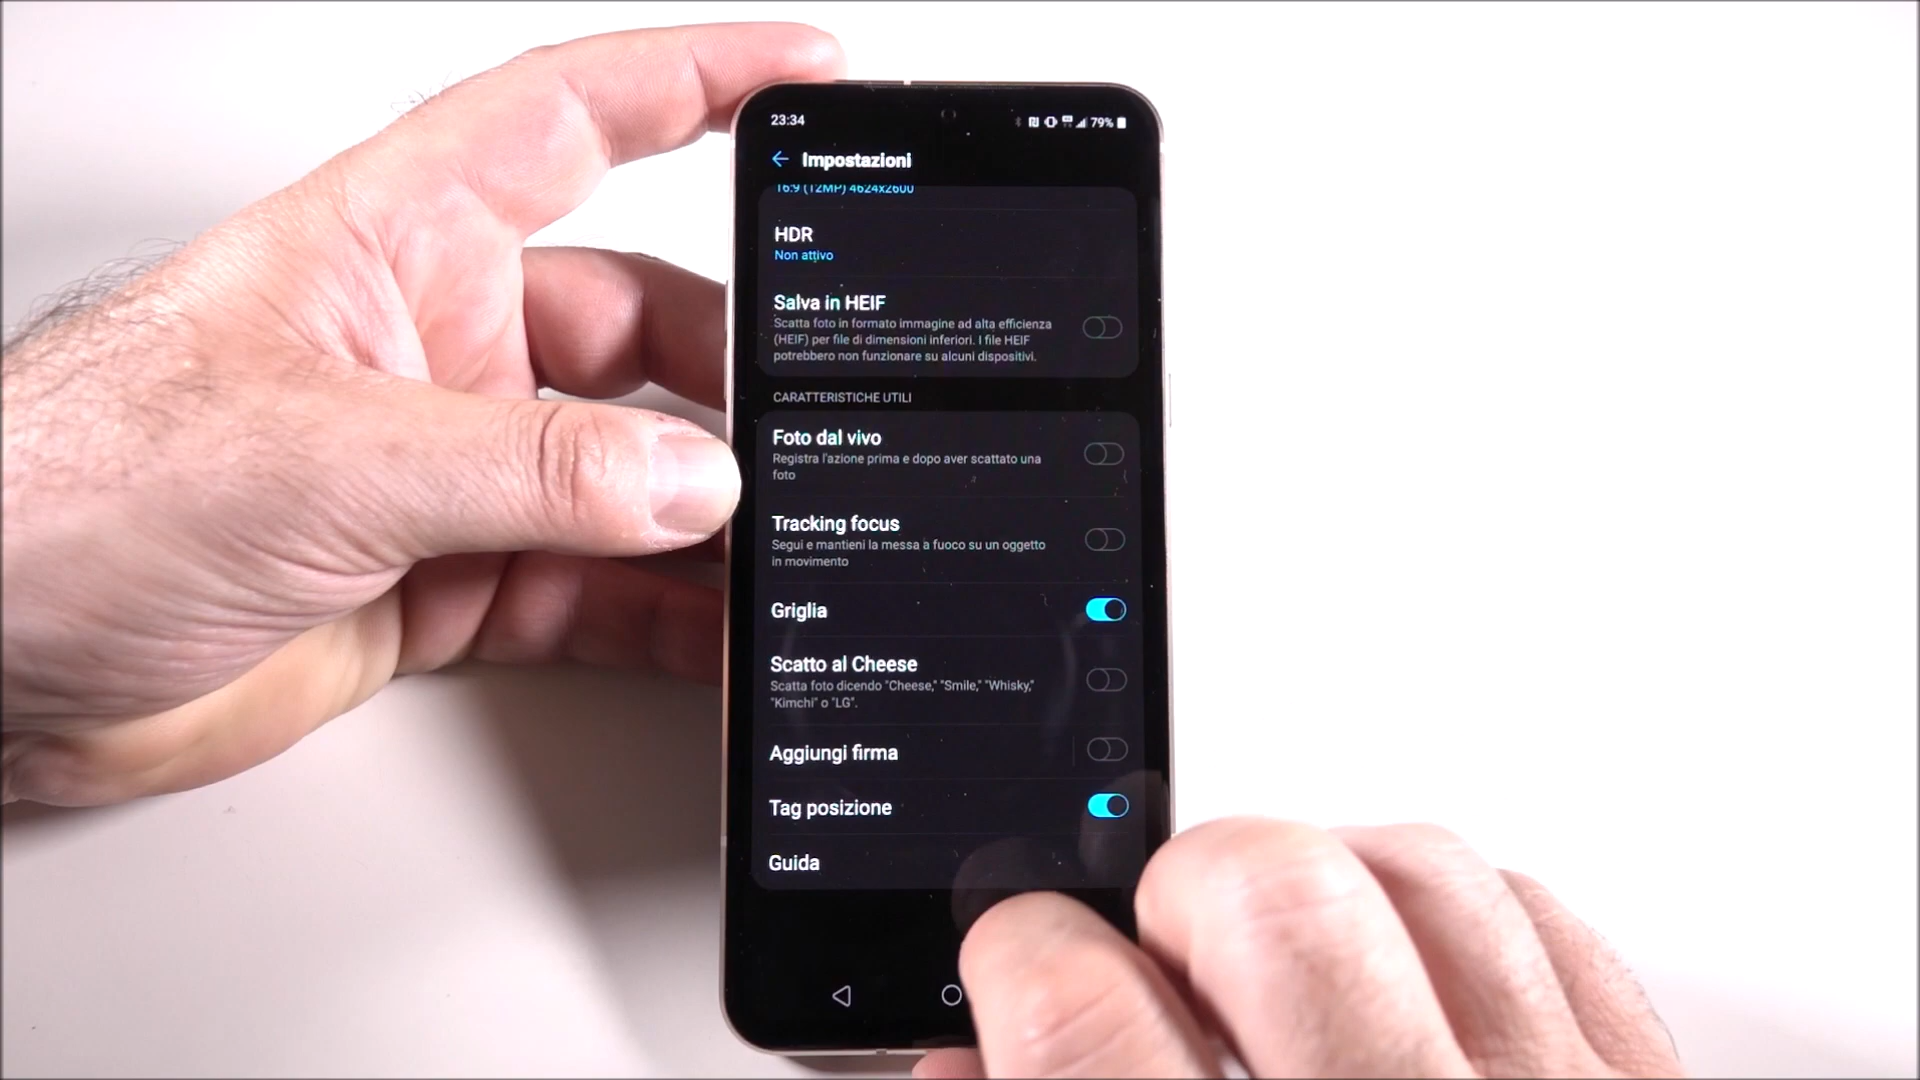 23:34
79%
Impostazioni
16:9 (12MP) 4624x2600
HDR
Non attivo
Salva in HEIF
Scatta foto in formato immagine ad alta efficienza
(HEIF) per file di dimensioni inferiori. I file HEIF
potrebbero non funzionare su alcuni dispositivi.
CARATTERISTICHE UTILI
Foto dal vivo
Registra l'azione prima e dopo aver scattato una
foto
Tracking focus
Segui e mantieni la messa a fuoco su un oggetto
in movimento
Griglia
Scatto al Cheese
Scatta foto dicendo "Cheese," "Smile," "Whisky,"
"Kimchi" o "LG".
Aggiungi firma
Tag posizione
Guida